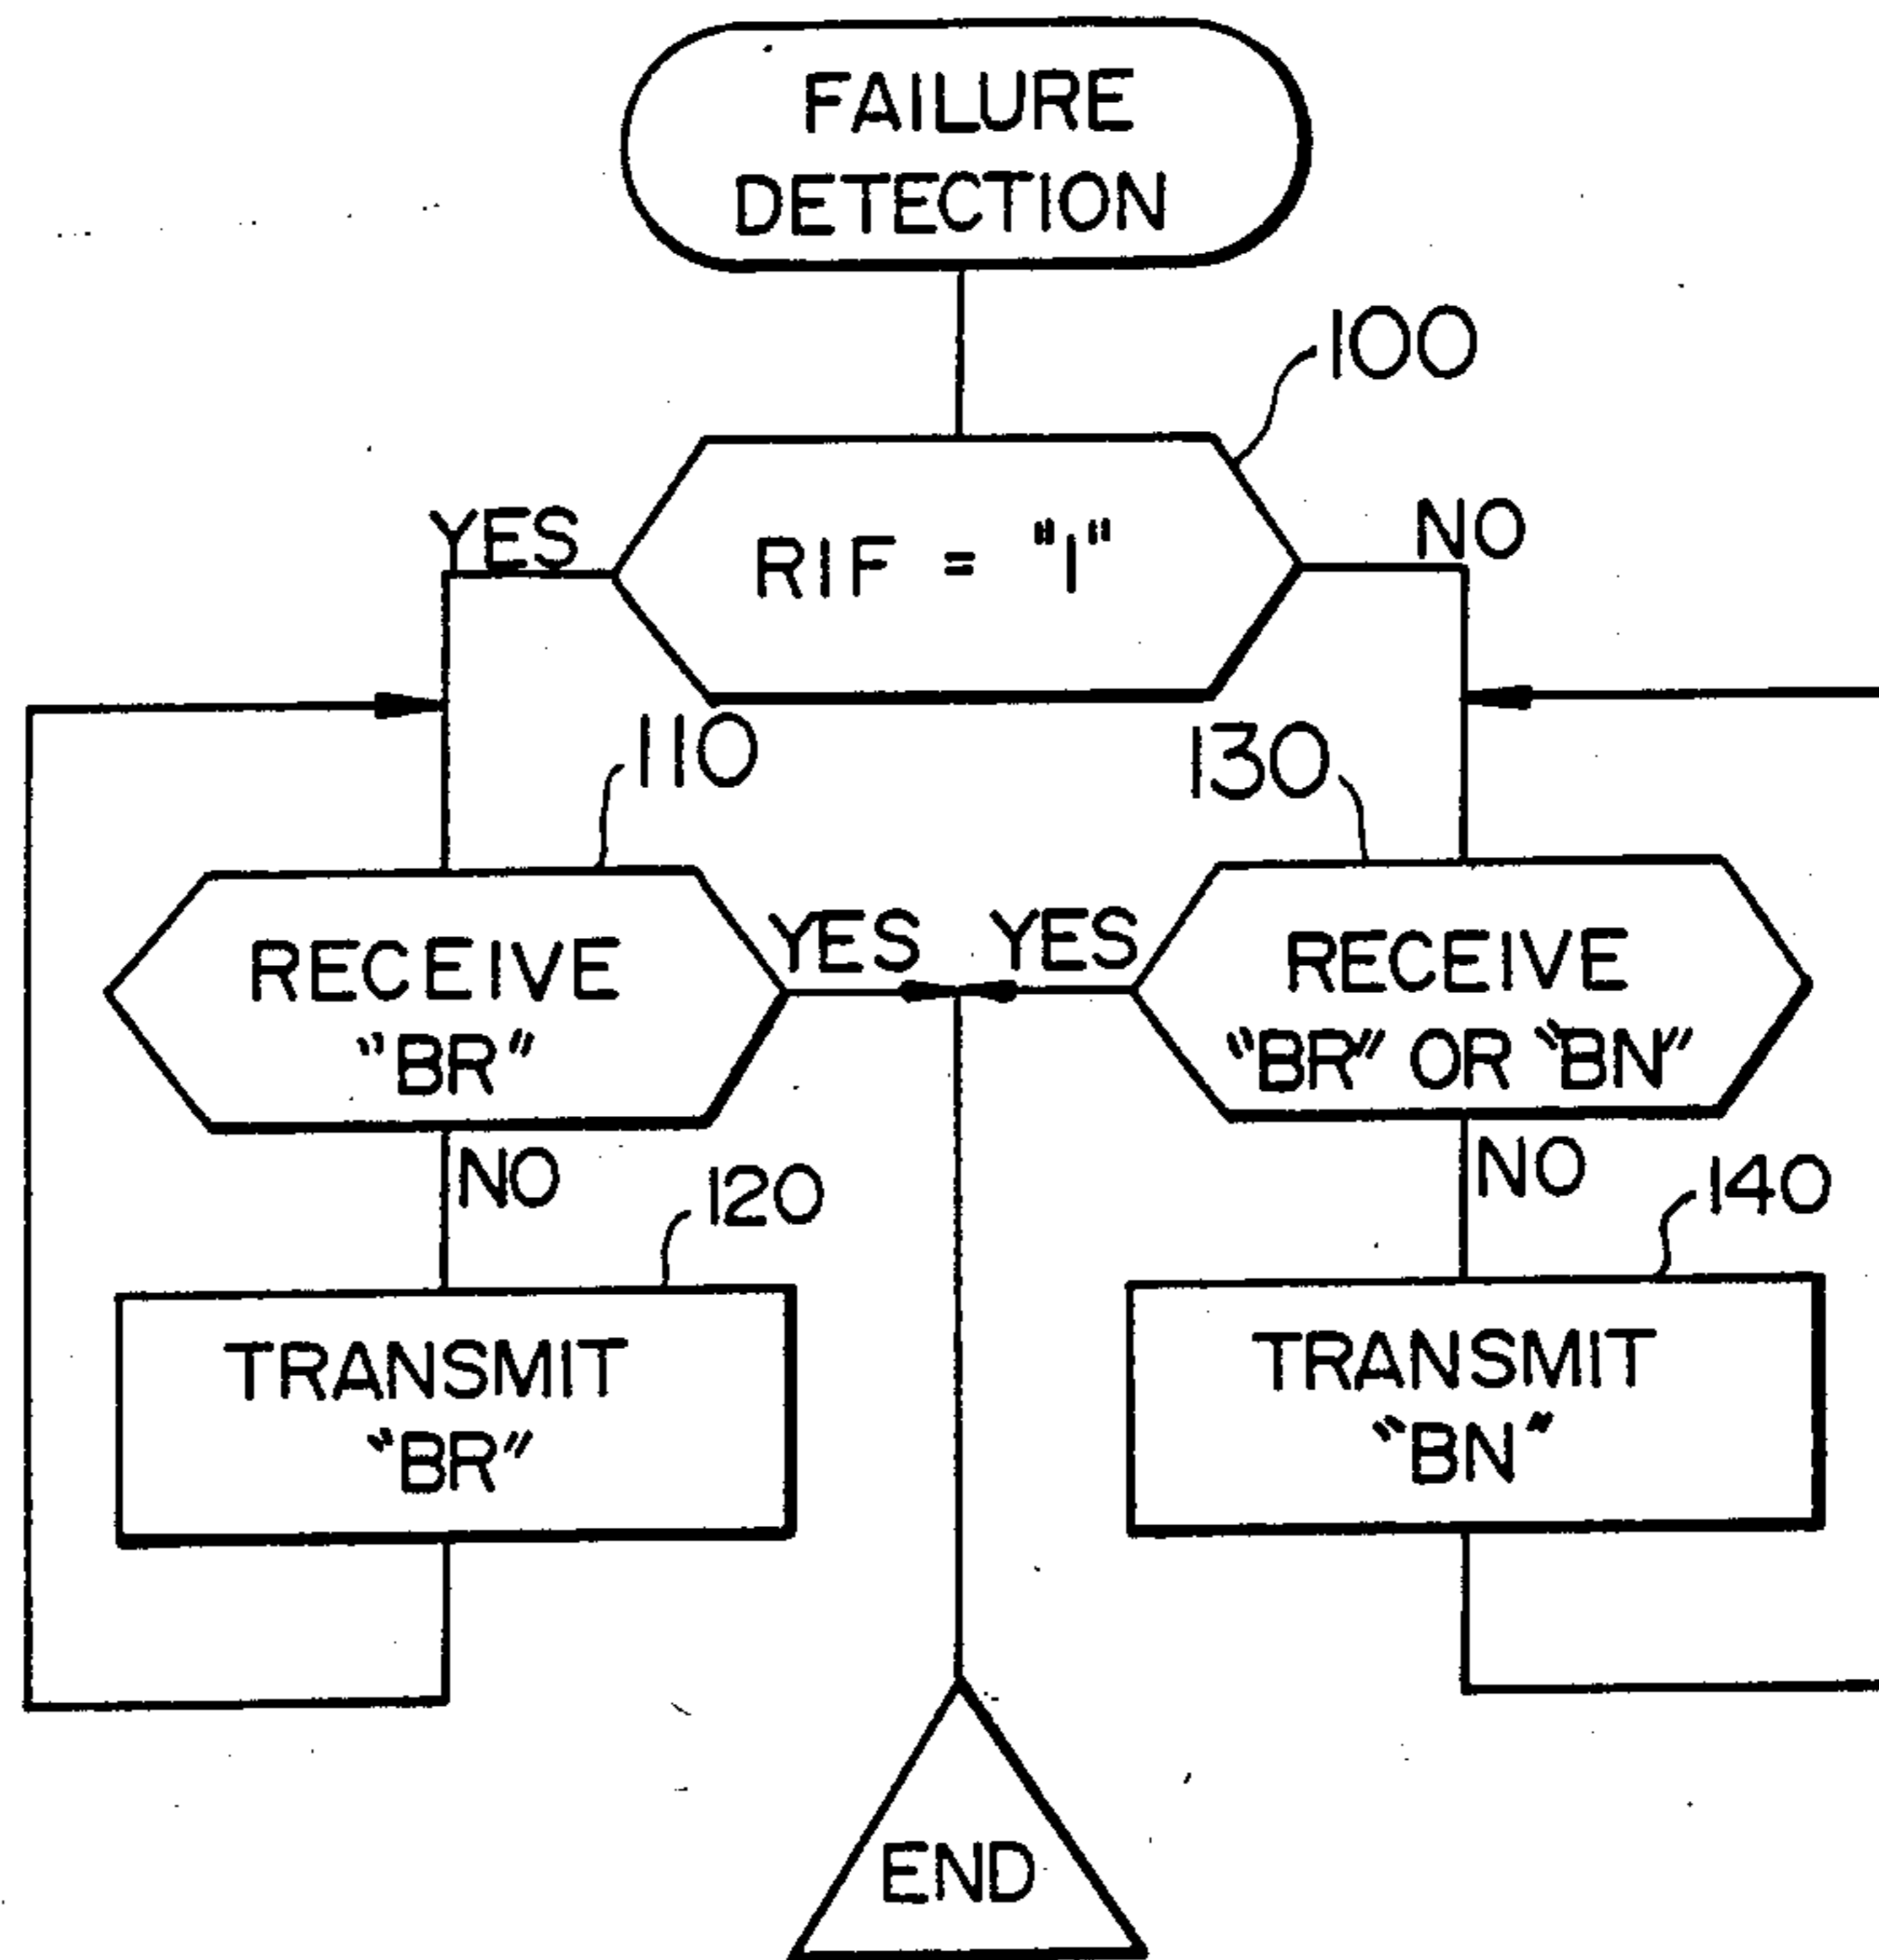 FAILURE
DETECTION
100
YES
RIF = "1"
NO
110
130
RECEIVE
"BR"
YES
YES
RECEIVE
"BR" OR "BN"
NO
120
NO
140
TRANSMIT
"BR"
TRANSMIT
"BN"
END